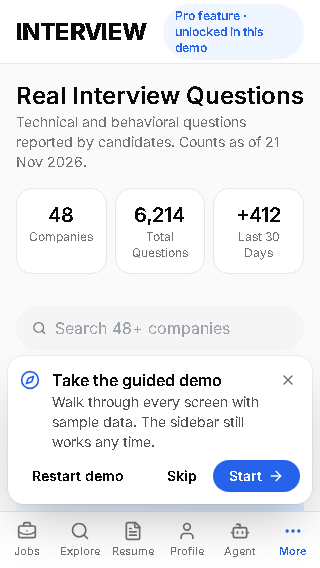 INTERVIEW
Pro feature ·
unlocked in this
demo
Real Interview Questions
Technical and behavioral questions
reported by candidates. Counts as of 21
Nov 2026.
48
Companies
6,214
Total
Questions
+412
Last 30
Days
Search 48+ companies
Take the guided demo
Walk through every screen with
sample data. The sidebar still
works any time.
Restart demo
Skip
Start
Jobs
Explore
Resume
Profile
Agent
More